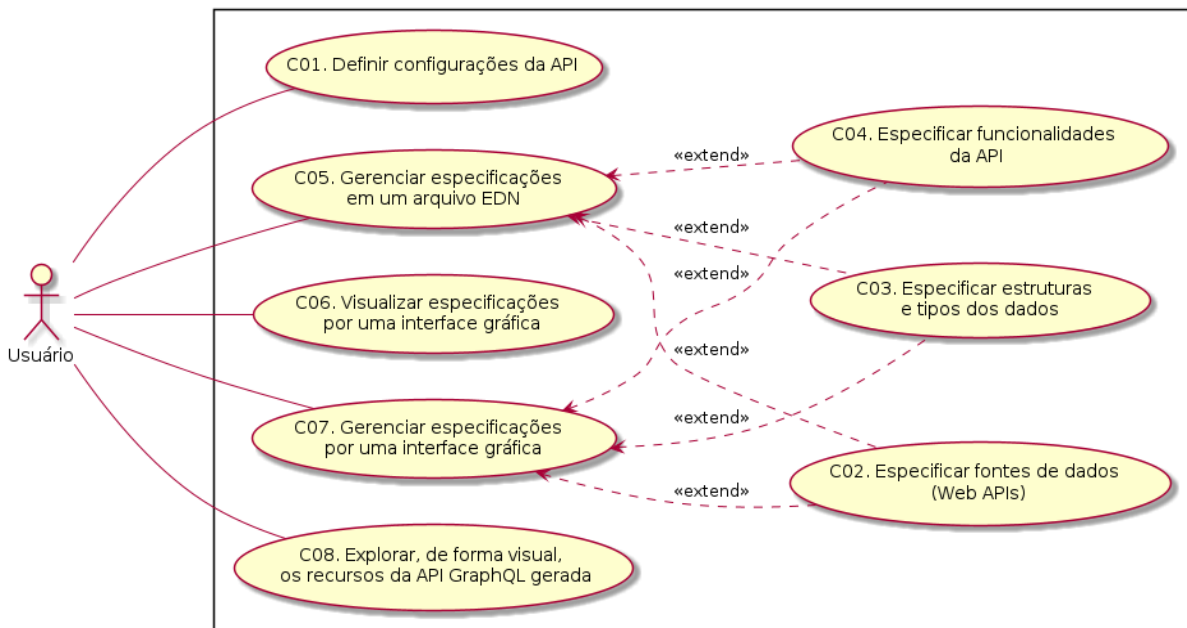 C01. Definir configurações da API
C05. Gerenciar especificações
em um arquivo EDN
C06. Visualizar especificações
por uma interface gráfica
C07. Gerenciar especificações
por uma interface gráfica
C08. Explorar, de forma visual,
os recursos da API GraphQL gerada
Usuário
«extend»
«extend»
«extend»
«extend»
«extend»
«extend»
C04. Especificar funcionalidades
da API
C03. Especificar estruturas
e tipos dos dados
C02. Especificar fontes de dados
(Web APIs)